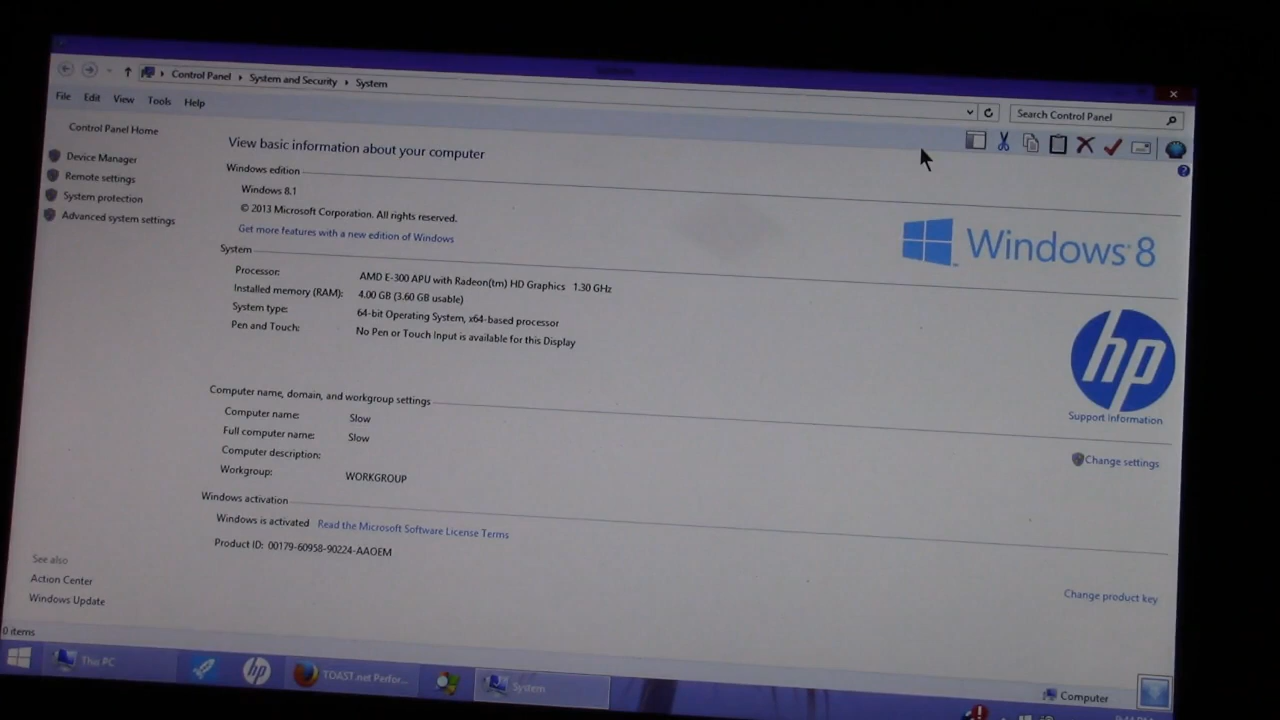 Control Panel System and Security System
File Edit View Tools Help
Search Control Panel
Control Panel Home
Device Manager
Remote settings
System protection
Advanced system settings
View basic information about your computer
Windows edition
Windows 8.1
© 2013 Microsoft Corporation. All rights reserved.
Get more features with a new edition of Windows
Windows 8
System
Processor: AMD E-300 APU with Radeon(tm) HD Graphics 1.30 GHz
Installed memory (RAM): 4.00 GB (3.60 GB usable)
System type: 64-bit Operating System, x64-based processor
Pen and Touch: No Pen or Touch Input is available for this Display
hp
Support Information
Computer name, domain, and workgroup settings
Computer name: Slow
Full computer name: Slow
Computer description:
Workgroup: WORKGROUP
Change settings
Windows activation
Windows is activated Read the Microsoft Software License Terms
Product ID: 00179-60958-90224-AAOEM
Change product key
See also
Action Center
Windows Update
0 items
This PC
hp
TOAST.net Perfor...
System
Computer